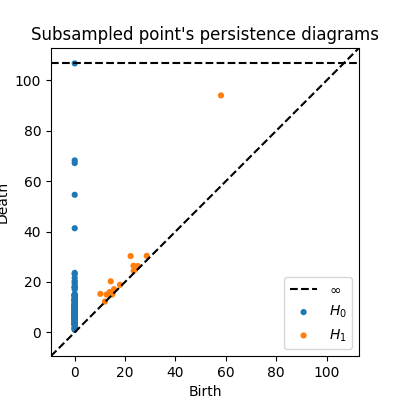 Subsampled point's persistence diagrams
100
80
60
40
20
0
Death
0 20 40 60 80 100
Birth
∞
H₀
H₁